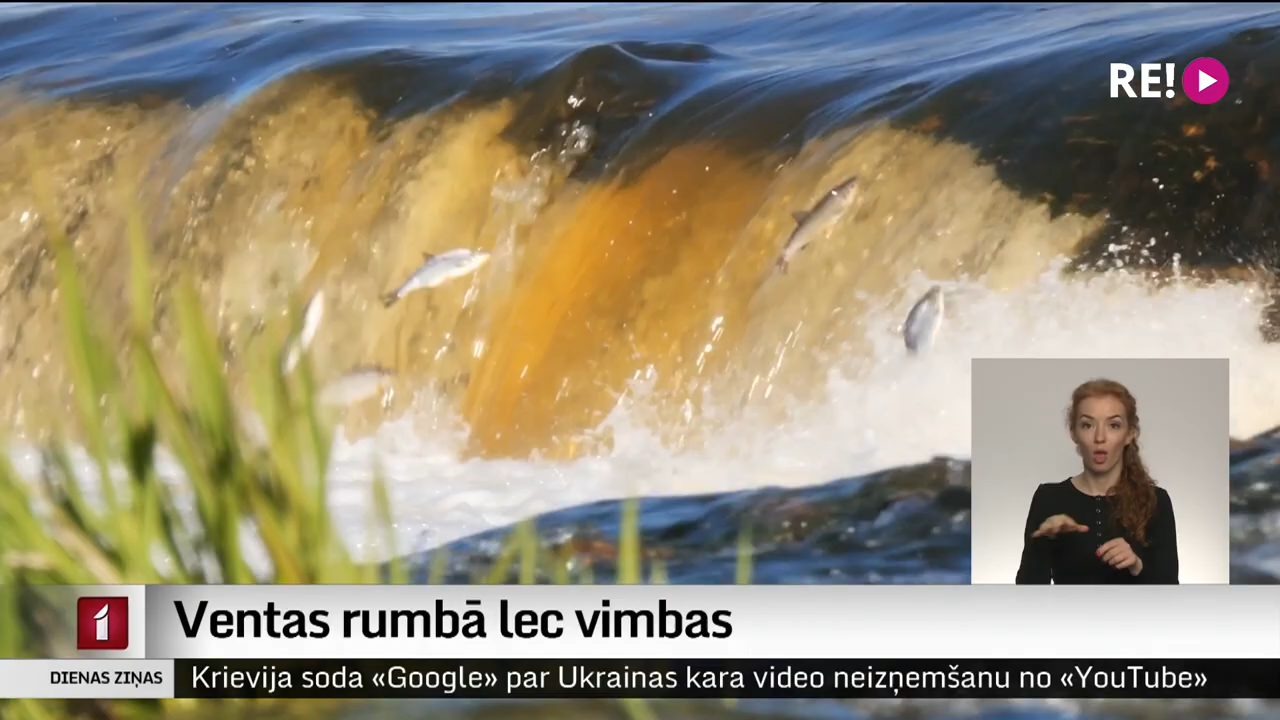 RE!
1
Ventas rumbā lec vimbas
DIENAS ZIŅAS
Krievija soda «Google» par Ukrainas kara video neizņemšanu no «YouTube»